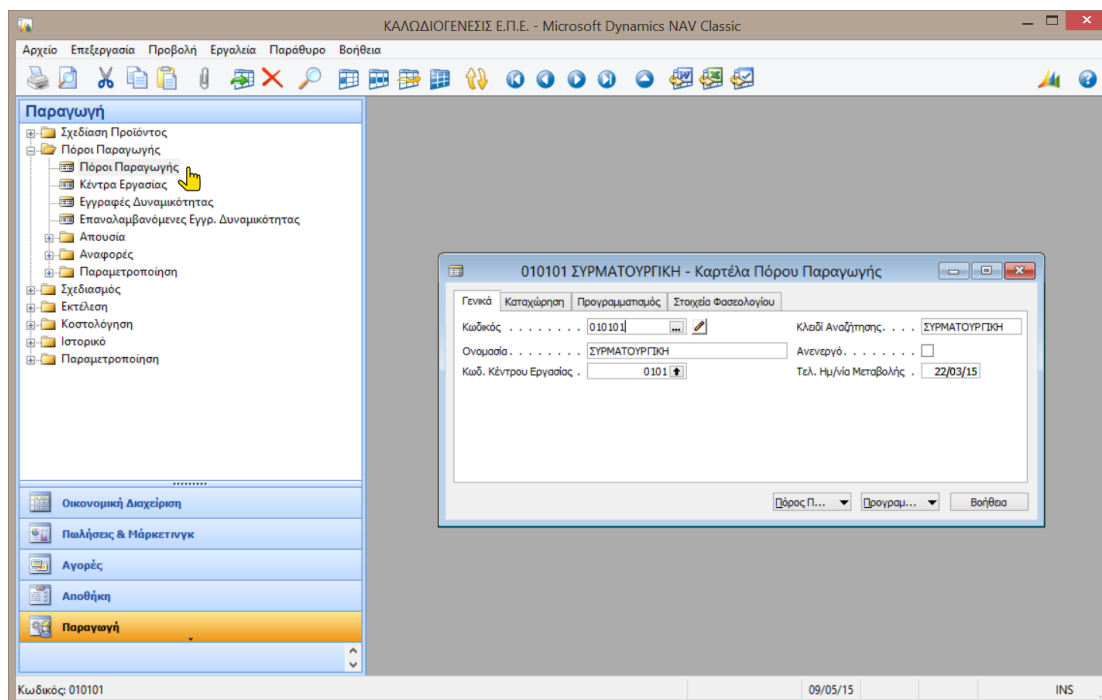 ΚΑΛΩΔΙΟΓΕΝΕΣΙΣ Ε.Π.Ε. - Microsoft Dynamics NAV Classic
Αρχείο Επεξεργασία Προβολή Εργαλεία Παράθυρο Βοήθεια
Παραγωγή
Σχεδίαση Προϊόντος
Πόροι Παραγωγής
Πόροι Παραγωγής
Κέντρα Εργασίας
Εγγραφές Δυναμικότητας
Επαναλαμβανόμενες Εγγρ. Δυναμικότητας
Απουσία
Αναφορές
Παραμετροποίηση
Σχεδιασμός
Εκτέλεση
Κοστολόγηση
Ιστορικό
Παραμετροποίηση
Οικονομική Διαχείριση
Πωλήσεις & Μάρκετινγκ
Αγορές
Αποθήκη
Παραγωγή
010101 ΣΥΡΜΑΤΟΥΡΓΙΚΗ - Καρτέλα Πόρου Παραγωγής
Γενικά Καταχώρηση Προγραμματισμός Στοιχεία Φασεολογίου
Κωδικός . . . . . . . . 010101 ... Κλειδί Αναζήτησης. . . . ΣΥΡΜΑΤΟΥΡΓΙΚΗ
Ονομασία . . . . . . . . ΣΥΡΜΑΤΟΥΡΓΙΚΗ Ανενεργό. . . . . . . .
Κωδ. Κέντρου Εργασίας . 0101 Τελ. Ημ/νία Μεταβολής . 22/03/15
Πόρος Π... Προγραμ... Βοήθεια
Κωδικός: 010101 09/05/15 INS